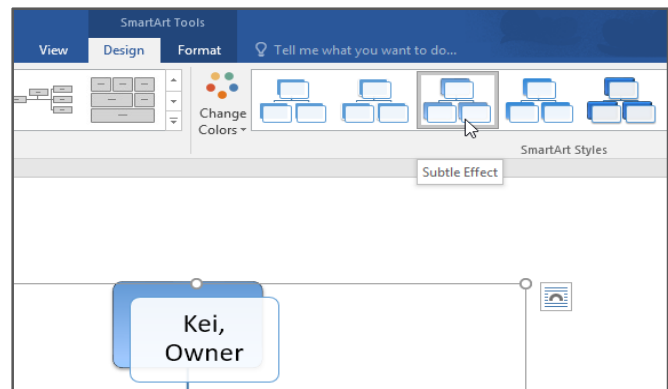 SmartArt Tools
View Design Format Tell me what you want to do...
Change
Colors
SmartArt Styles
Subtle Effect
Kei,
Owner